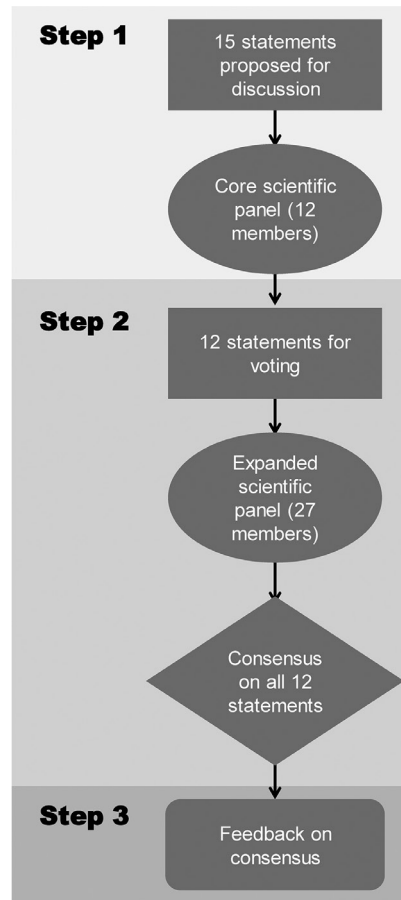 Step 1
15 statements
proposed for
discussion
Core scientific
panel (12
members)
Step 2
12 statements for
voting
Expanded
scientific
panel (27
members)
Consensus
on all 12
statements
Step 3
Feedback on
consensus